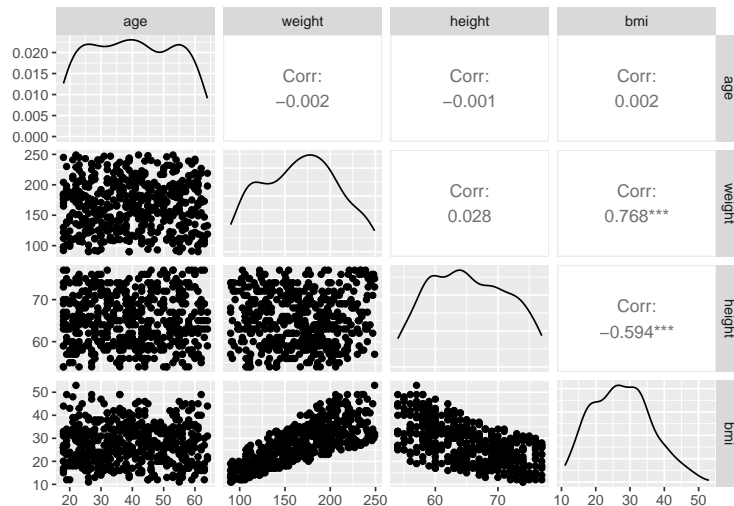 age weight height bmi
0.020
0.015
0.010
0.005
0.000
Corr:
−0.002
Corr:
−0.001
Corr:
0.002
age
250
200
150
100
Corr:
0.028
Corr:
0.768***
weight
70
60
Corr:
−0.594***
height
50
40
30
20
10
bmi
20 30 40 50 60 100 150 200 250 60 70 10 20 30 40 50